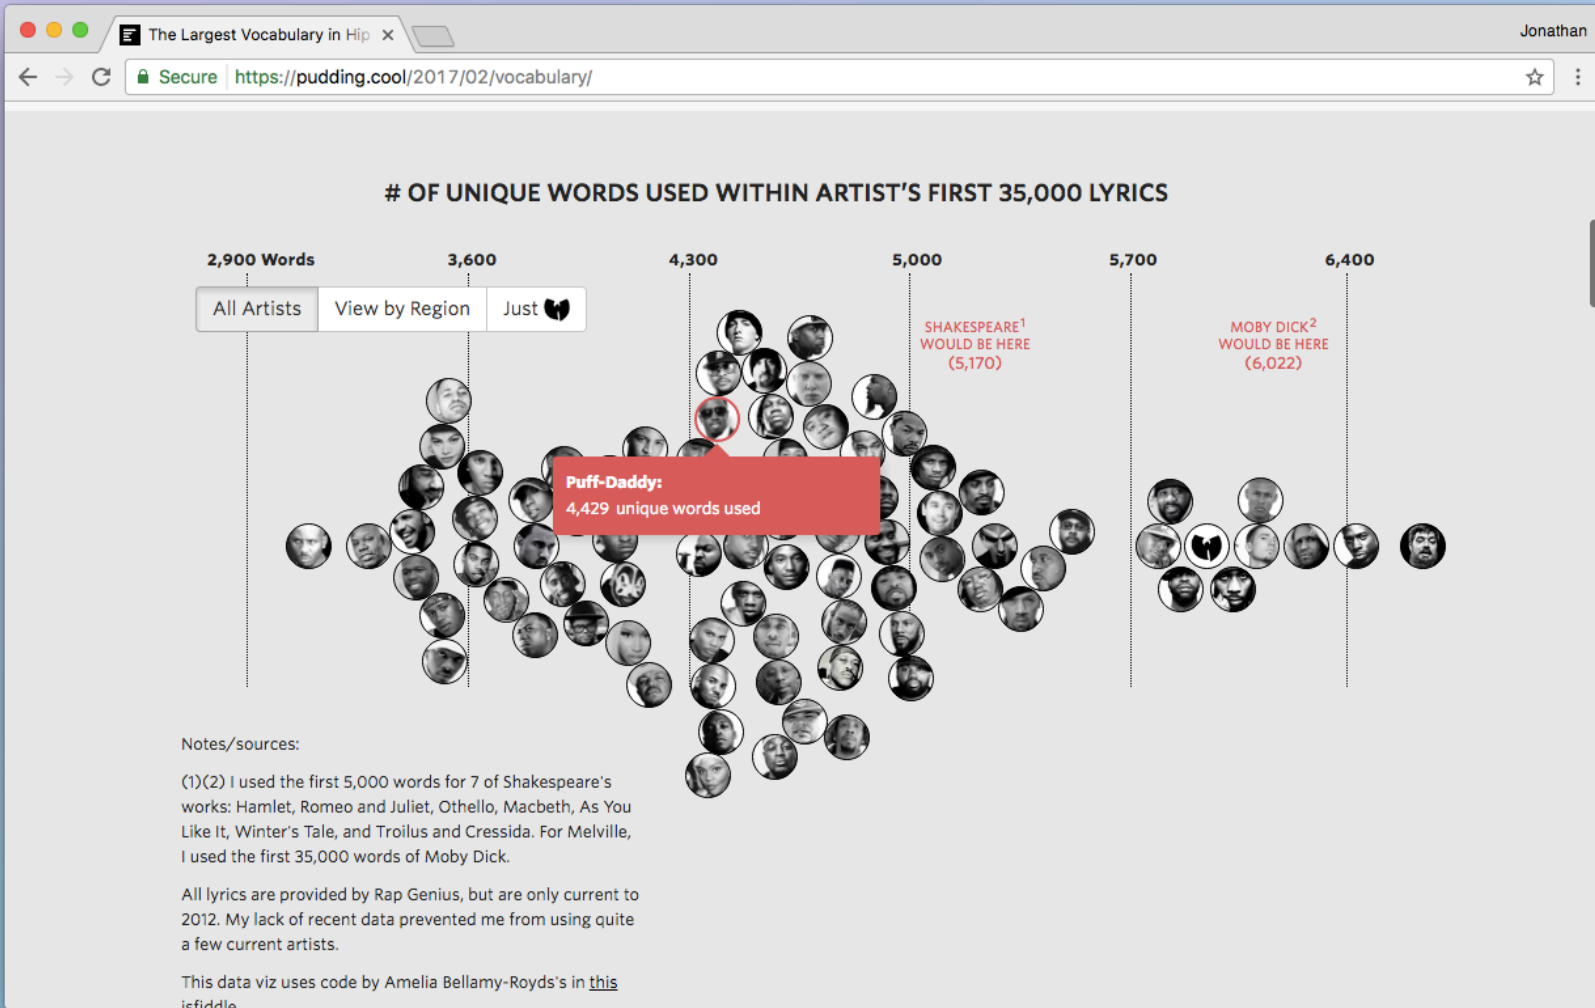 The Largest Vocabulary in Hip
Jonathan
Secure https://pudding.cool/2017/02/vocabulary/
# OF UNIQUE WORDS USED WITHIN ARTIST'S FIRST 35,000 LYRICS
2,900 Words 3,600 4,300 5,000 5,700 6,400
All Artists View by Region Just
SHAKESPEARE1
WOULD BE HERE
(5,170)
MOBY DICK2
WOULD BE HERE
(6,022)
Puff-Daddy:
4,429 unique words used
Notes/sources:
(1)(2) I used the first 5,000 words for 7 of Shakespeare's
works: Hamlet, Romeo and Juliet, Othello, Macbeth, As You
Like It, Winter's Tale, and Troilus and Cressida. For Melville,
I used the first 35,000 words of Moby Dick.
All lyrics are provided by Rap Genius, but are only current to
2012. My lack of recent data prevented me from using quite
a few current artists.
This data viz uses code by Amelia Bellamy-Royds's in this
jsfiddle